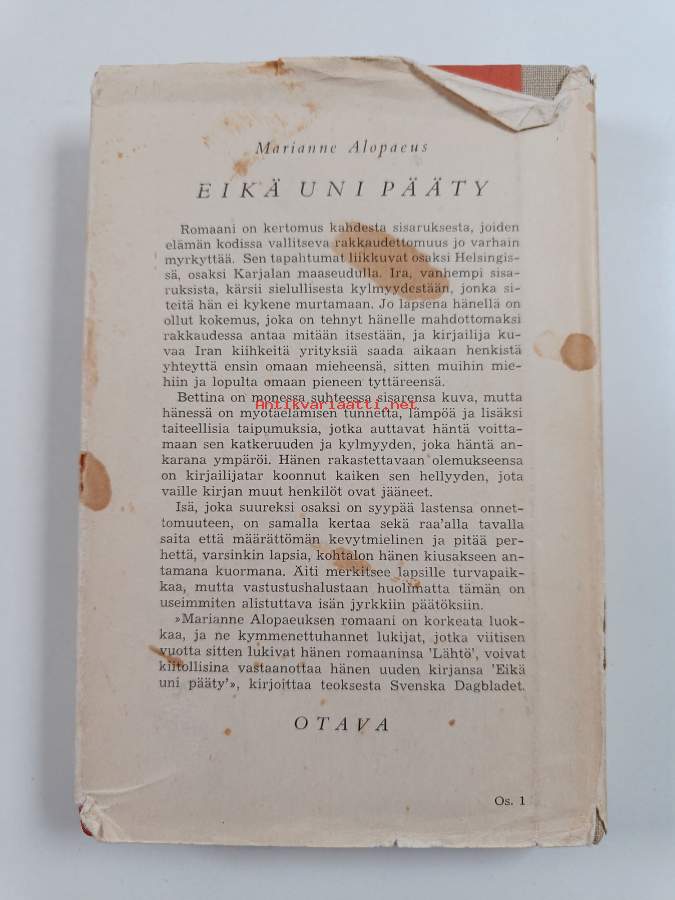 Marianne Alopaeus
EIKÄ UNI PÄÄTY
Romaani on kertomus kahdesta sisaruksesta, joiden
elämän kodissa vallitseva rakkaudettomuus jo varhain
myrkyttää. Sen tapahtumat liikkuvat osaksi Helsingis-
sä, osaksi Karjalan maaseudulla. Ira, vanhempi sisa-
ruksista, kärsii sielullisesta kylmyydestään, jonka si-
teitä hän ei kykene murtamaan. Jo lapsena hänellä on
ollut kokemus, joka on tehnyt hänelle mahdottomaksi
rakkaudessa antaa mitään itsestään, ja kirjailija ku-
vaa Iran kiihkeitä yrityksiä saada aikaan henkistä
yhteyttä ensin omaan mieheensä, sitten muihin mie-
hiin ja lopulta omaan pieneen tyttäreensä.
Bettina on monessa suhteessa sisarensa kuva, mutta
Antikvariaatti.net
hänessä on myötäelämisen tunnetta, lämpöä ja lisäksi
taiteellisia taipumuksia, jotka auttavat häntä voitta-
maan sen katkeruuden ja kylmyyden, joka häntä an-
karana ympäröi. Hänen rakastettavaan olemukseensa
on kirjailijatar koonnut kaiken sen hellyyden, jota
vaille kirjan muut henkilöt ovat jääneet.
Isä, joka suureksi osaksi on syypää lastensa onnet-
tomuuteen, on samalla kertaa sekä raa'alla tavalla
saita että määrättömän kevytmielinen ja pitää per-
hettä, varsinkin lapsia, kohtalon hänen kiusakseen an-
tamana kuormana. Äiti merkitsee lapsille turvapaik-
kaa, mutta vastustushalustaan huolimatta tämän on
useimmiten alistuttava isän jyrkkiin päätöksiin.
»Marianne Alopaeuksen romaani on korkeata luok-
kaa, ja ne kymmenettuhannet lukijat, jotka viitisen
vuotta sitten lukivat hänen romaaninsa 'Lähtö', voivat
kiitollisina vastaanottaa hänen uuden kirjansa 'Eikä
uni pääty'», kirjoittaa teoksesta Svenska Dagbladet.
OTAVA
Os. 1